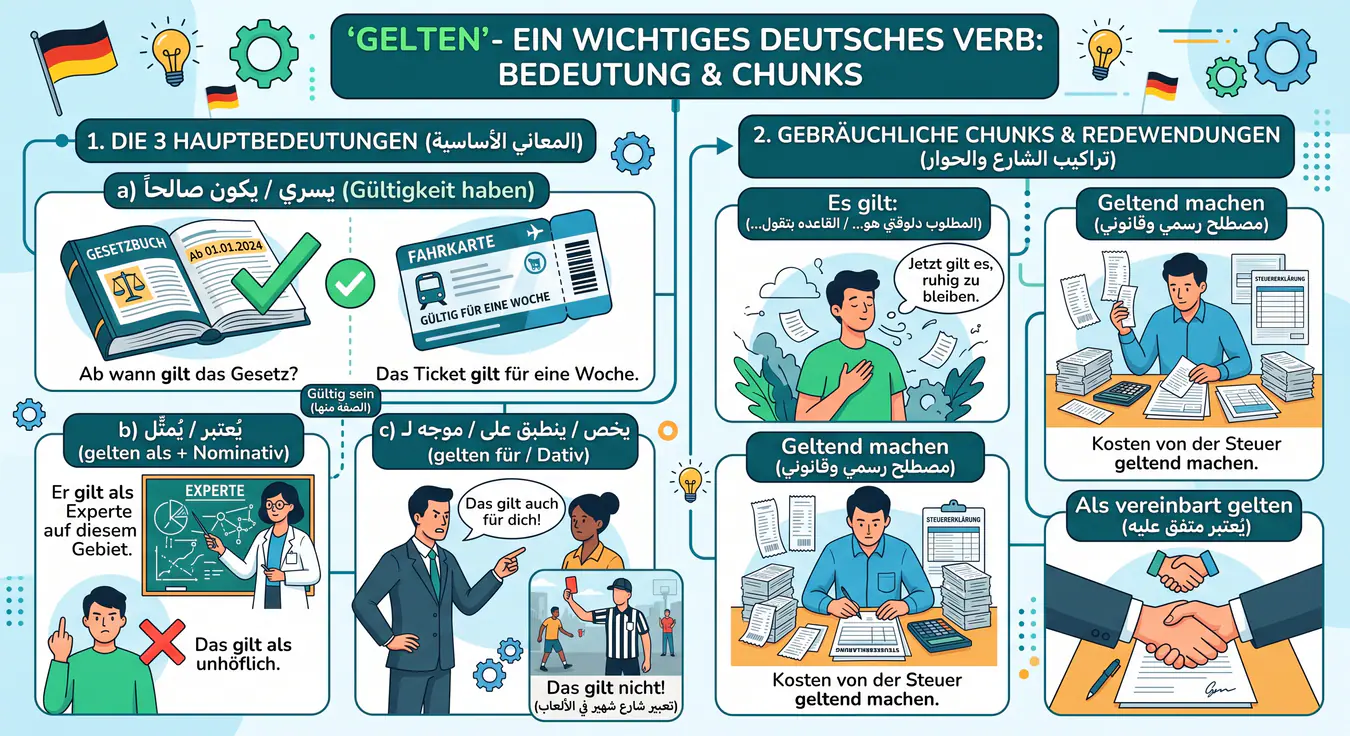 'GELTEN'- EIN WICHTIGES DEUTSCHES VERB:
BEDEUTUNG & CHUNKS
1. DIE 3 HAUPTBEDEUTUNGEN (المعاني الأساسية)
a) يسري / يكون صالحاً (Gültigkeit haben)
GESETZBUCH
Ab 01.01.2024
Ab wann gilt das Gesetz?
FAHRKARTE
GÜLTIG FÜR EINE WOCHE
Das Ticket gilt für eine Woche.
Gültig sein
(الصفة منها)
b) يُعتبر / يُمثَّل
(gelten als + Nominativ)
Er gilt als
Experte
auf diesem
Gebiet.
EXPERTE
Das gilt als
unhöflich.
c) يخص / ينطبق على / موجه لـ
(gelten für / Dativ)
Das gilt auch
für dich!
Das gilt nicht!
(تعبير شارع شهير في الألعاب)
2. GEBRÄUCHLICHE CHUNKS & REDEWENDUNGEN
(تراكيب الشارع والحوار)
Es gilt:
(المطلوب دلوقتي هو... / القاعده بتقول...)
Jetzt gilt es,
ruhig zu
bleiben.
Geltend machen
(مصطلح رسمي وقانوني)
STEUERERKLÄRUNG
Kosten von der Steuer
geltend machen.
Geltend machen
(مصطلح رسمي وقانوني)
STEUERERKLÄRUNG
Kosten von der Steuer
geltend machen.
Als vereinbart gelten
(يُعتبر متفق عليه)